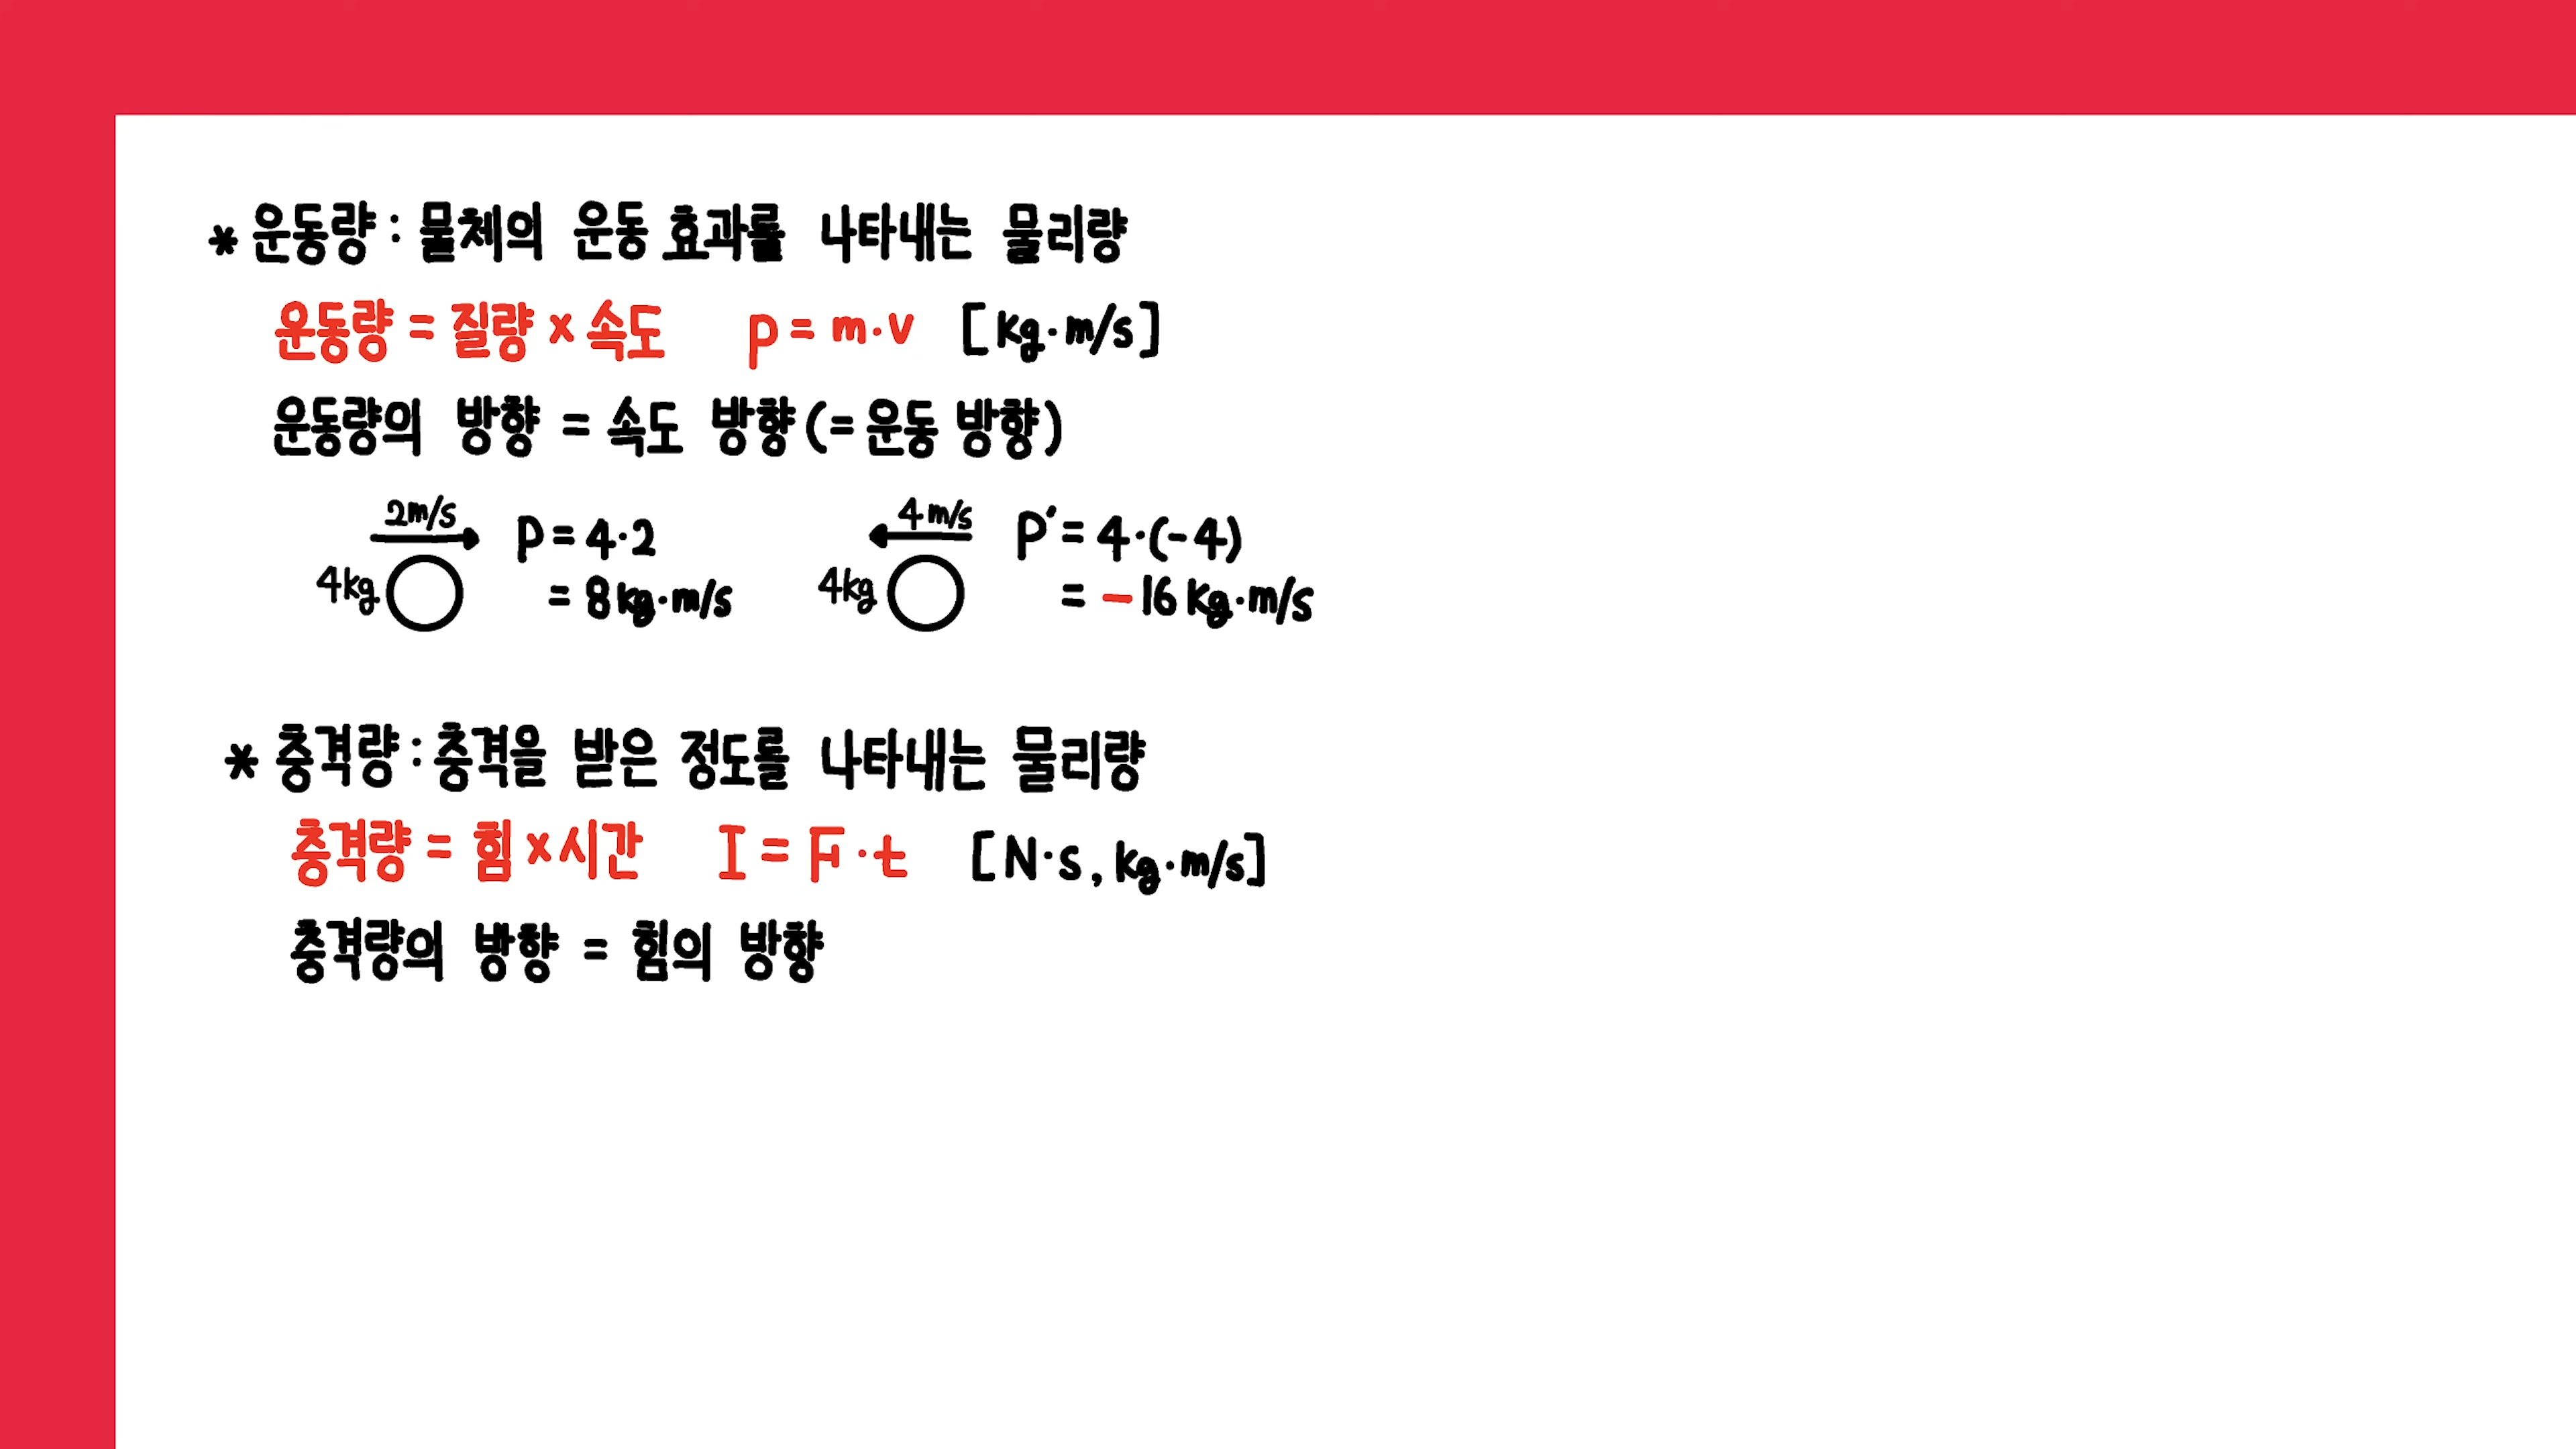 * 운동량 : 물체의 운동 효과를 나타내는 물리량
운동량 = 질량 × 속도 p = m·v [kg·m/s]
운동량의 방향 = 속도 방향 (= 운동 방향)
2m/s p = 4·2 4m/s p' = 4·(-4)
4kg = 8kg·m/s 4kg = -16kg·m/s
* 충격량 : 충격을 받은 정도를 나타내는 물리량
충격량 = 힘 × 시간 I = F·t [N·s, kg·m/s]
충격량의 방향 = 힘의 방향